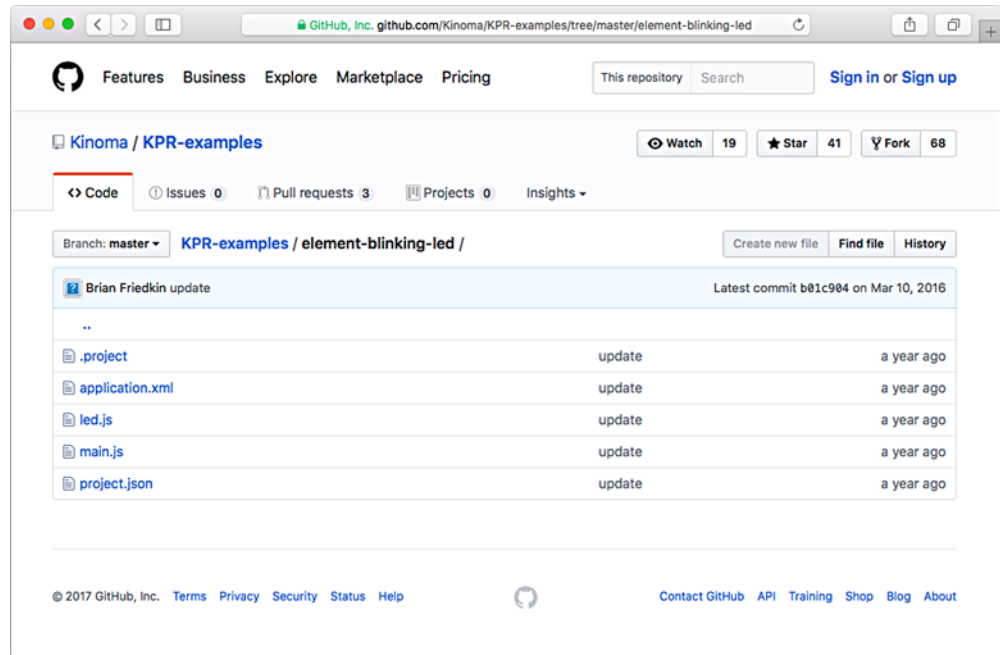 GitHub, Inc. github.com/Kinoma/KPR-examples/tree/master/element-blinking-led
Features Business Explore Marketplace Pricing This repository Search Sign in or Sign up
Kinoma / KPR-examples Watch 19 Star 41 Fork 68
<> Code Issues 0 Pull requests 3 Projects 0 Insights
Branch: master KPR-examples / element-blinking-led / Create new file Find file History
Brian Friedkin update Latest commit b01c904 on Mar 10, 2016
..
.project update a year ago
application.xml update a year ago
led.js update a year ago
main.js update a year ago
project.json update a year ago
© 2017 GitHub, Inc. Terms Privacy Security Status Help Contact GitHub API Training Shop Blog About